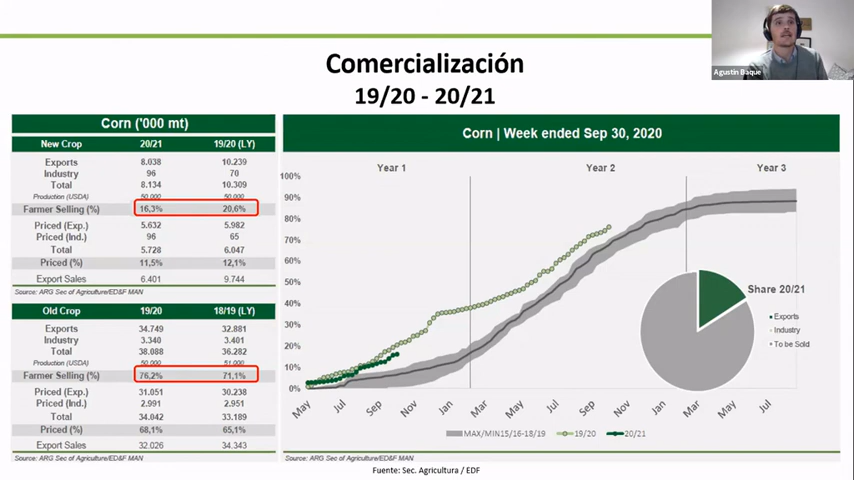 Agustin Baque
Comercialización
19/20 - 20/21
Corn ('000 mt)
New Crop 20/21 19/20 (LY)
Exports 8.038 10.239
Industry 96 70
Total 8.134 10.309
Production (USDA) 50.000 50.000
Farmer Selling (%) 16,3% 20,6%
Priced (Exp.) 5.632 5.982
Priced (Ind.) 96 65
Total 5.728 6.047
Priced (%) 11,5% 12,1%
Export Sales 6.401 9.744
Source: ARG Sec of Agriculture/ED&F MAN
Old Crop 19/20 18/19 (LY)
Exports 34.749 32.881
Industry 3.340 3.401
Total 38.088 36.282
Production (USDA) 50.000 51.000
Farmer Selling (%) 76,2% 71,1%
Priced (Exp.) 31.051 30.238
Priced (Ind.) 2.991 2.951
Total 34.042 33.189
Priced (%) 68,1% 65,1%
Export Sales 32.026 34.343
Source: ARG Sec of Agriculture/ED&F MAN
Corn | Week ended Sep 30, 2020
Year 1 Year 2 Year 3
100%
90%
80%
70%
60%
50%
40%
30%
20%
10%
0%
May Jul Sep Nov Jan Mar May Jul Sep Nov Jan Mar May Jul
Share 20/21
Exports
Industry
To be Sold
MAX/MIN15/16-18/19 19/20 20/21
Source: ARG Sec of Agriculture/ED&F MAN
Fuente: Sec. Agricultura / EDF